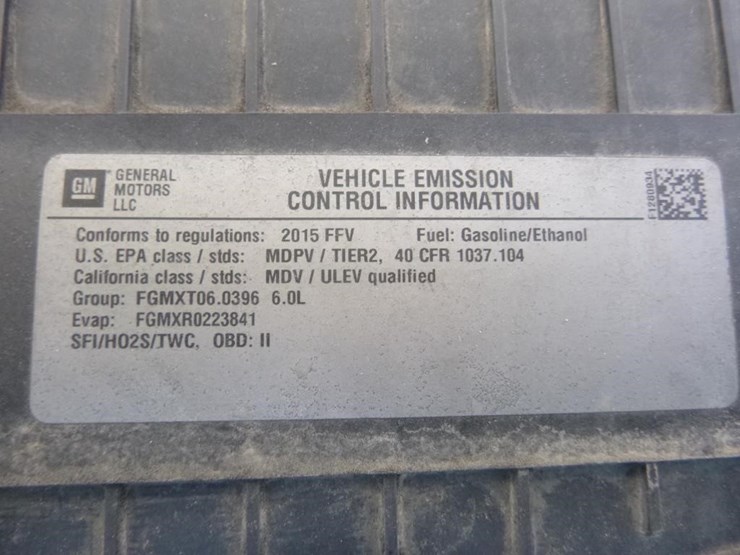 GM
GENERAL
MOTORS
LLC
VEHICLE EMISSION
CONTROL INFORMATION
F1280934
Conforms to regulations: 2015 FFV Fuel: Gasoline/Ethanol
U.S. EPA class / stds: MDPV / TIER2, 40 CFR 1037.104
California class / stds: MDV / ULEV qualified
Group: FGMXT06.0396 6.0L
Evap: FGMXR0223841
SFI/HO2S/TWC, OBD: II